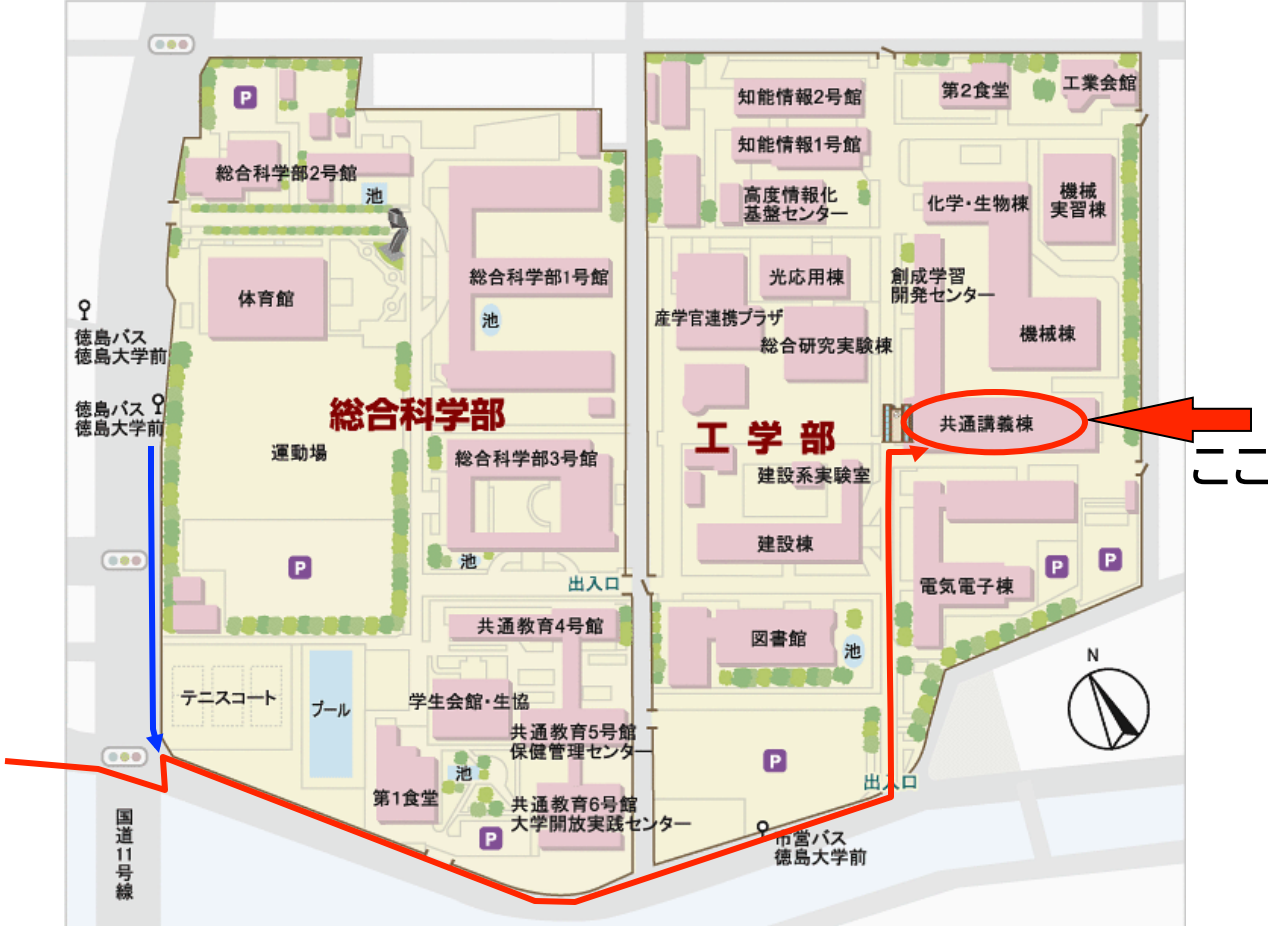 P
総合科学部2号館
池
体育館
徳島バス
徳島大学前
徳島バス
徳島大学前
運動場
総合科学部
総合科学部1号館
池
総合科学部3号館
池
P
出入口
共通教育4号館
テニスコート
プール
学生会館・生協
共通教育5号館
保健管理センター
第1食堂
池
共通教育6号館
大学開放実践センター
P
国道11号線
知能情報2号館
知能情報1号館
高度情報化
基盤センター
第2食堂
工業会館
化学・生物棟
機械
実習棟
光応用棟
創成学習
開発センター
産学官連携プラザ
総合研究実験棟
機械棟
工学部
共通講義棟
ここ
建設系実験室
建設棟
電気電子棟
P
P
図書館
池
N
P
出入口
市営バス
徳島大学前